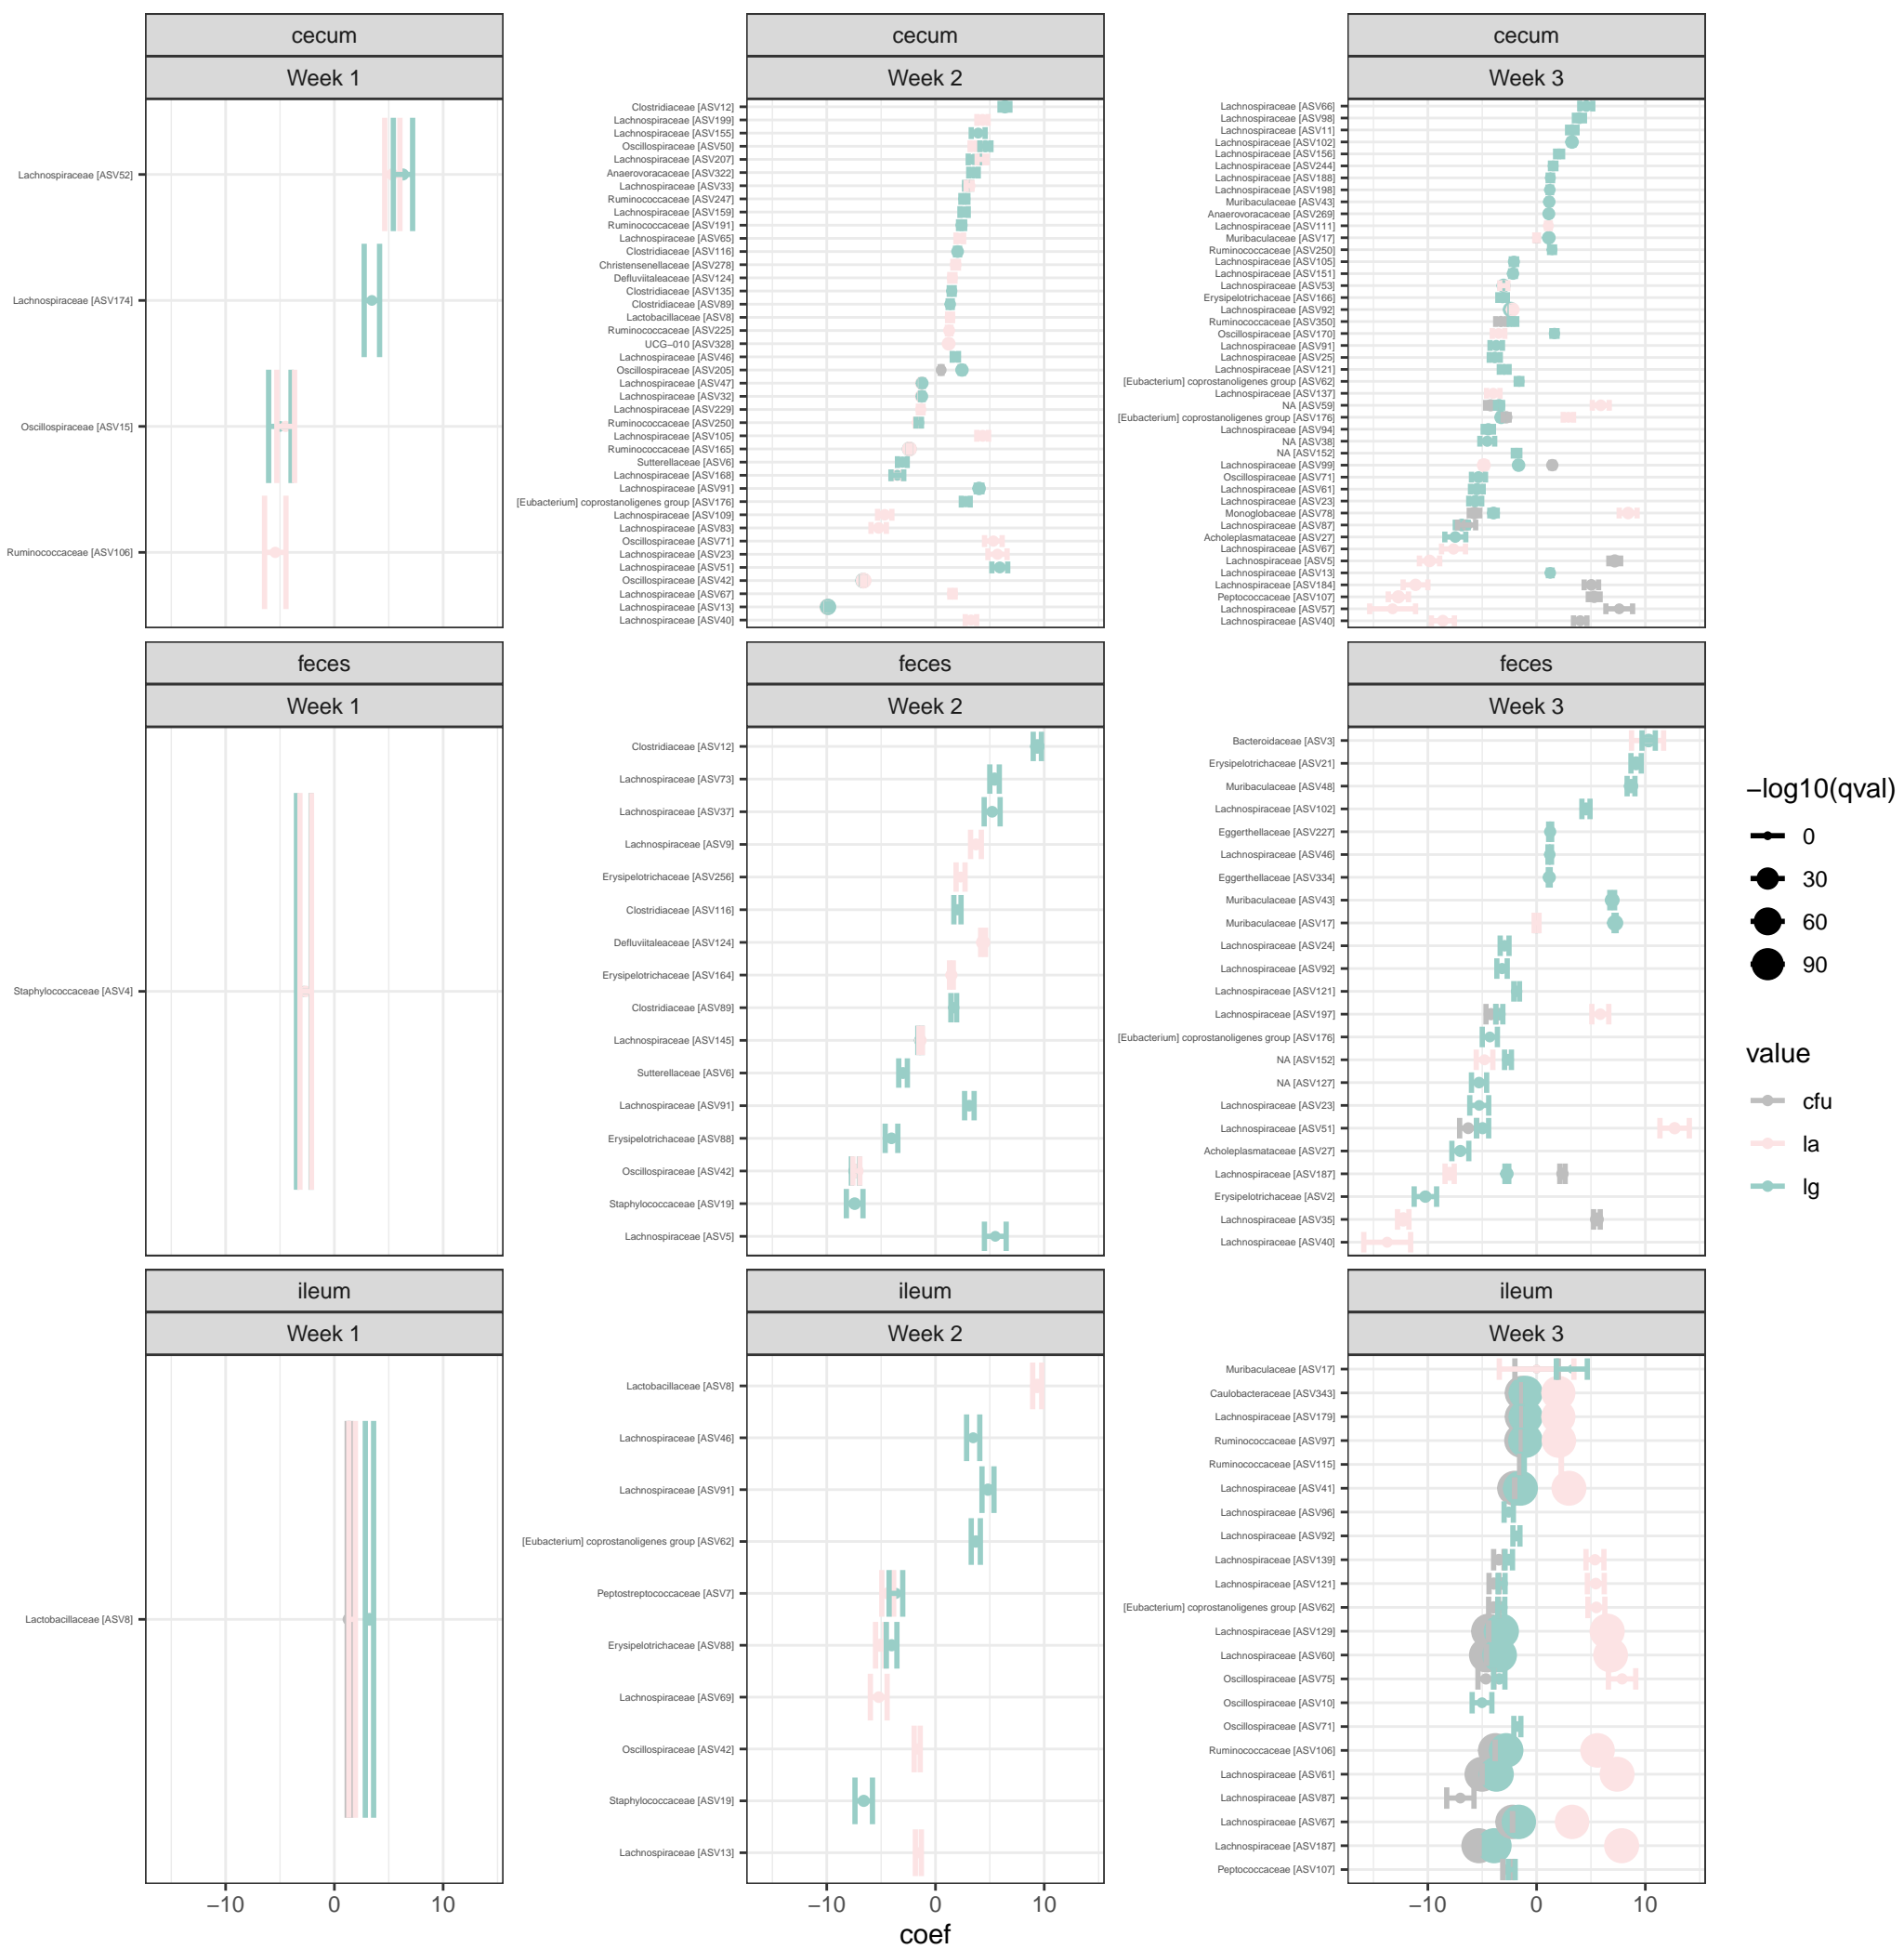 cecum
Week 1
Lachnospiraceae [ASV52]
Lachnospiraceae [ASV174]
Oscillospiraceae [ASV15]
Ruminococcaceae [ASV106]
cecum
Week 2
Clostridiaceae [ASV12]
Lachnospiraceae [ASV199]
Lachnospiraceae [ASV155]
Oscillospiraceae [ASV50]
Lachnospiraceae [ASV207]
Anaerovoracaceae [ASV322]
Lachnospiraceae [ASV33]
Ruminococcaceae [ASV247]
Lachnospiraceae [ASV159]
Ruminococcaceae [ASV191]
Lachnospiraceae [ASV65]
Clostridiaceae [ASV116]
Christensenellaceae [ASV278]
Defluviitaleaceae [ASV124]
Clostridiaceae [ASV135]
Clostridiaceae [ASV89]
Lactobacillaceae [ASV8]
Ruminococcaceae [ASV225]
UCG−010 [ASV328]
Lachnospiraceae [ASV46]
Oscillospiraceae [ASV205]
Lachnospiraceae [ASV47]
Lachnospiraceae [ASV32]
Lachnospiraceae [ASV229]
Ruminococcaceae [ASV250]
Lachnospiraceae [ASV105]
Ruminococcaceae [ASV165]
Sutterellaceae [ASV6]
Lachnospiraceae [ASV168]
Lachnospiraceae [ASV91]
[Eubacterium] coprostanoligenes group [ASV176]
Lachnospiraceae [ASV109]
Lachnospiraceae [ASV83]
Oscillospiraceae [ASV71]
Lachnospiraceae [ASV23]
Lachnospiraceae [ASV51]
Oscillospiraceae [ASV42]
Lachnospiraceae [ASV67]
Lachnospiraceae [ASV13]
Lachnospiraceae [ASV40]
cecum
Week 3
Lachnospiraceae [ASV66]
Lachnospiraceae [ASV98]
Lachnospiraceae [ASV11]
Lachnospiraceae [ASV102]
Lachnospiraceae [ASV156]
Lachnospiraceae [ASV244]
Lachnospiraceae [ASV188]
Lachnospiraceae [ASV198]
Muribaculaceae [ASV43]
Anaerovoracaceae [ASV269]
Lachnospiraceae [ASV111]
Muribaculaceae [ASV17]
Ruminococcaceae [ASV250]
Lachnospiraceae [ASV105]
Lachnospiraceae [ASV151]
Lachnospiraceae [ASV53]
Erysipelotrichaceae [ASV166]
Lachnospiraceae [ASV92]
Ruminococcaceae [ASV350]
Oscillospiraceae [ASV170]
Lachnospiraceae [ASV91]
Lachnospiraceae [ASV25]
Lachnospiraceae [ASV121]
[Eubacterium] coprostanoligenes group [ASV62]
Lachnospiraceae [ASV137]
NA [ASV59]
[Eubacterium] coprostanoligenes group [ASV176]
Lachnospiraceae [ASV94]
NA [ASV38]
NA [ASV152]
Lachnospiraceae [ASV99]
Oscillospiraceae [ASV71]
Lachnospiraceae [ASV61]
Lachnospiraceae [ASV23]
Monoglobaceae [ASV78]
Lachnospiraceae [ASV87]
Acholeplasmataceae [ASV27]
Lachnospiraceae [ASV67]
Lachnospiraceae [ASV5]
Lachnospiraceae [ASV13]
Lachnospiraceae [ASV184]
Peptococcaceae [ASV107]
Lachnospiraceae [ASV57]
Lachnospiraceae [ASV40]
feces
Week 1
Staphylococcaceae [ASV4]
feces
Week 2
Clostridiaceae [ASV12]
Lachnospiraceae [ASV73]
Lachnospiraceae [ASV37]
Lachnospiraceae [ASV9]
Erysipelotrichaceae [ASV256]
Clostridiaceae [ASV116]
Defluviitaleaceae [ASV124]
Erysipelotrichaceae [ASV164]
Clostridiaceae [ASV89]
Lachnospiraceae [ASV145]
Sutterellaceae [ASV6]
Lachnospiraceae [ASV91]
Erysipelotrichaceae [ASV88]
Oscillospiraceae [ASV42]
Staphylococcaceae [ASV19]
Lachnospiraceae [ASV5]
feces
Week 3
Bacteroidaceae [ASV3]
Erysipelotrichaceae [ASV21]
Muribaculaceae [ASV48]
Lachnospiraceae [ASV102]
Eggerthellaceae [ASV227]
Lachnospiraceae [ASV46]
Eggerthellaceae [ASV334]
Muribaculaceae [ASV43]
Muribaculaceae [ASV17]
Lachnospiraceae [ASV24]
Lachnospiraceae [ASV92]
Lachnospiraceae [ASV121]
Lachnospiraceae [ASV197]
[Eubacterium] coprostanoligenes group [ASV176]
NA [ASV152]
NA [ASV127]
Lachnospiraceae [ASV23]
Lachnospiraceae [ASV51]
Acholeplasmataceae [ASV27]
Lachnospiraceae [ASV187]
Erysipelotrichaceae [ASV2]
Lachnospiraceae [ASV35]
Lachnospiraceae [ASV40]
ileum
Week 1
Lactobacillaceae [ASV8]
−10 0 10
ileum
Week 2
Lactobacillaceae [ASV8]
Lachnospiraceae [ASV46]
Lachnospiraceae [ASV91]
[Eubacterium] coprostanoligenes group [ASV62]
Peptostreptococcaceae [ASV7]
Erysipelotrichaceae [ASV88]
Lachnospiraceae [ASV69]
Oscillospiraceae [ASV42]
Staphylococcaceae [ASV19]
Lachnospiraceae [ASV13]
−10 0 10
ileum
Week 3
Muribaculaceae [ASV17]
Caulobacteraceae [ASV343]
Lachnospiraceae [ASV179]
Ruminococcaceae [ASV97]
Ruminococcaceae [ASV115]
Lachnospiraceae [ASV41]
Lachnospiraceae [ASV96]
Lachnospiraceae [ASV92]
Lachnospiraceae [ASV139]
Lachnospiraceae [ASV121]
[Eubacterium] coprostanoligenes group [ASV62]
Lachnospiraceae [ASV129]
Lachnospiraceae [ASV60]
Oscillospiraceae [ASV75]
Oscillospiraceae [ASV10]
Oscillospiraceae [ASV71]
Ruminococcaceae [ASV106]
Lachnospiraceae [ASV61]
Lachnospiraceae [ASV87]
Lachnospiraceae [ASV67]
Lachnospiraceae [ASV187]
Peptococcaceae [ASV107]
−10 0 10
coef
−log10(qval)
0
30
60
90
value
cfu
la
lg